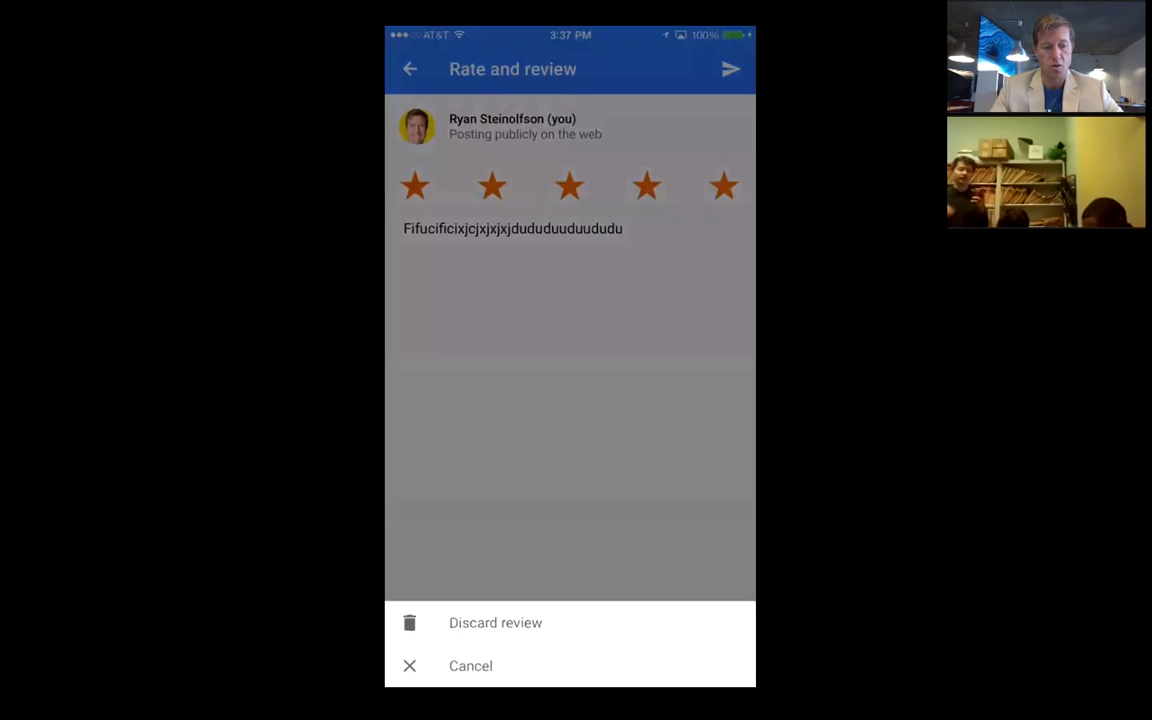 AT&T 3:37 PM 100%
Rate and review
Ryan Steinolfson (you)
Posting publicly on the web
Fifucificixjcjxjxjxjdududuuduududu
Discard review
Cancel